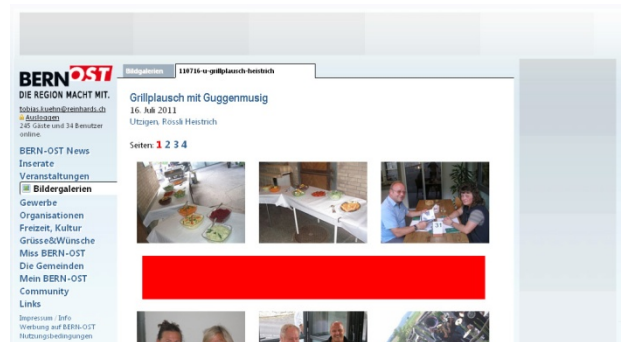 BERNOST
DIE REGION MACHT MIT.
tobias.kuehn@reinhards.ch
Ausloggen
245 Gäste und 34 Benutzer
online.
BERN-OST News
Inserate
Veranstaltungen
Bildergalerien
Gewerbe
Organisationen
Freizeit, Kultur
Grüsse&Wünsche
Miss BERN-OST
Die Gemeinden
Mein BERN-OST
Community
Links
Impressum / Info
Werbung auf BERN-OST
Nutzungsbedingungen
Bildgalerien 110716-u-grillplausch-heistrich
Grillplausch mit Guggenmusig
16. Juli 2011
Utzigen, Rössli Heistrich
Seiten: 1 2 3 4
31